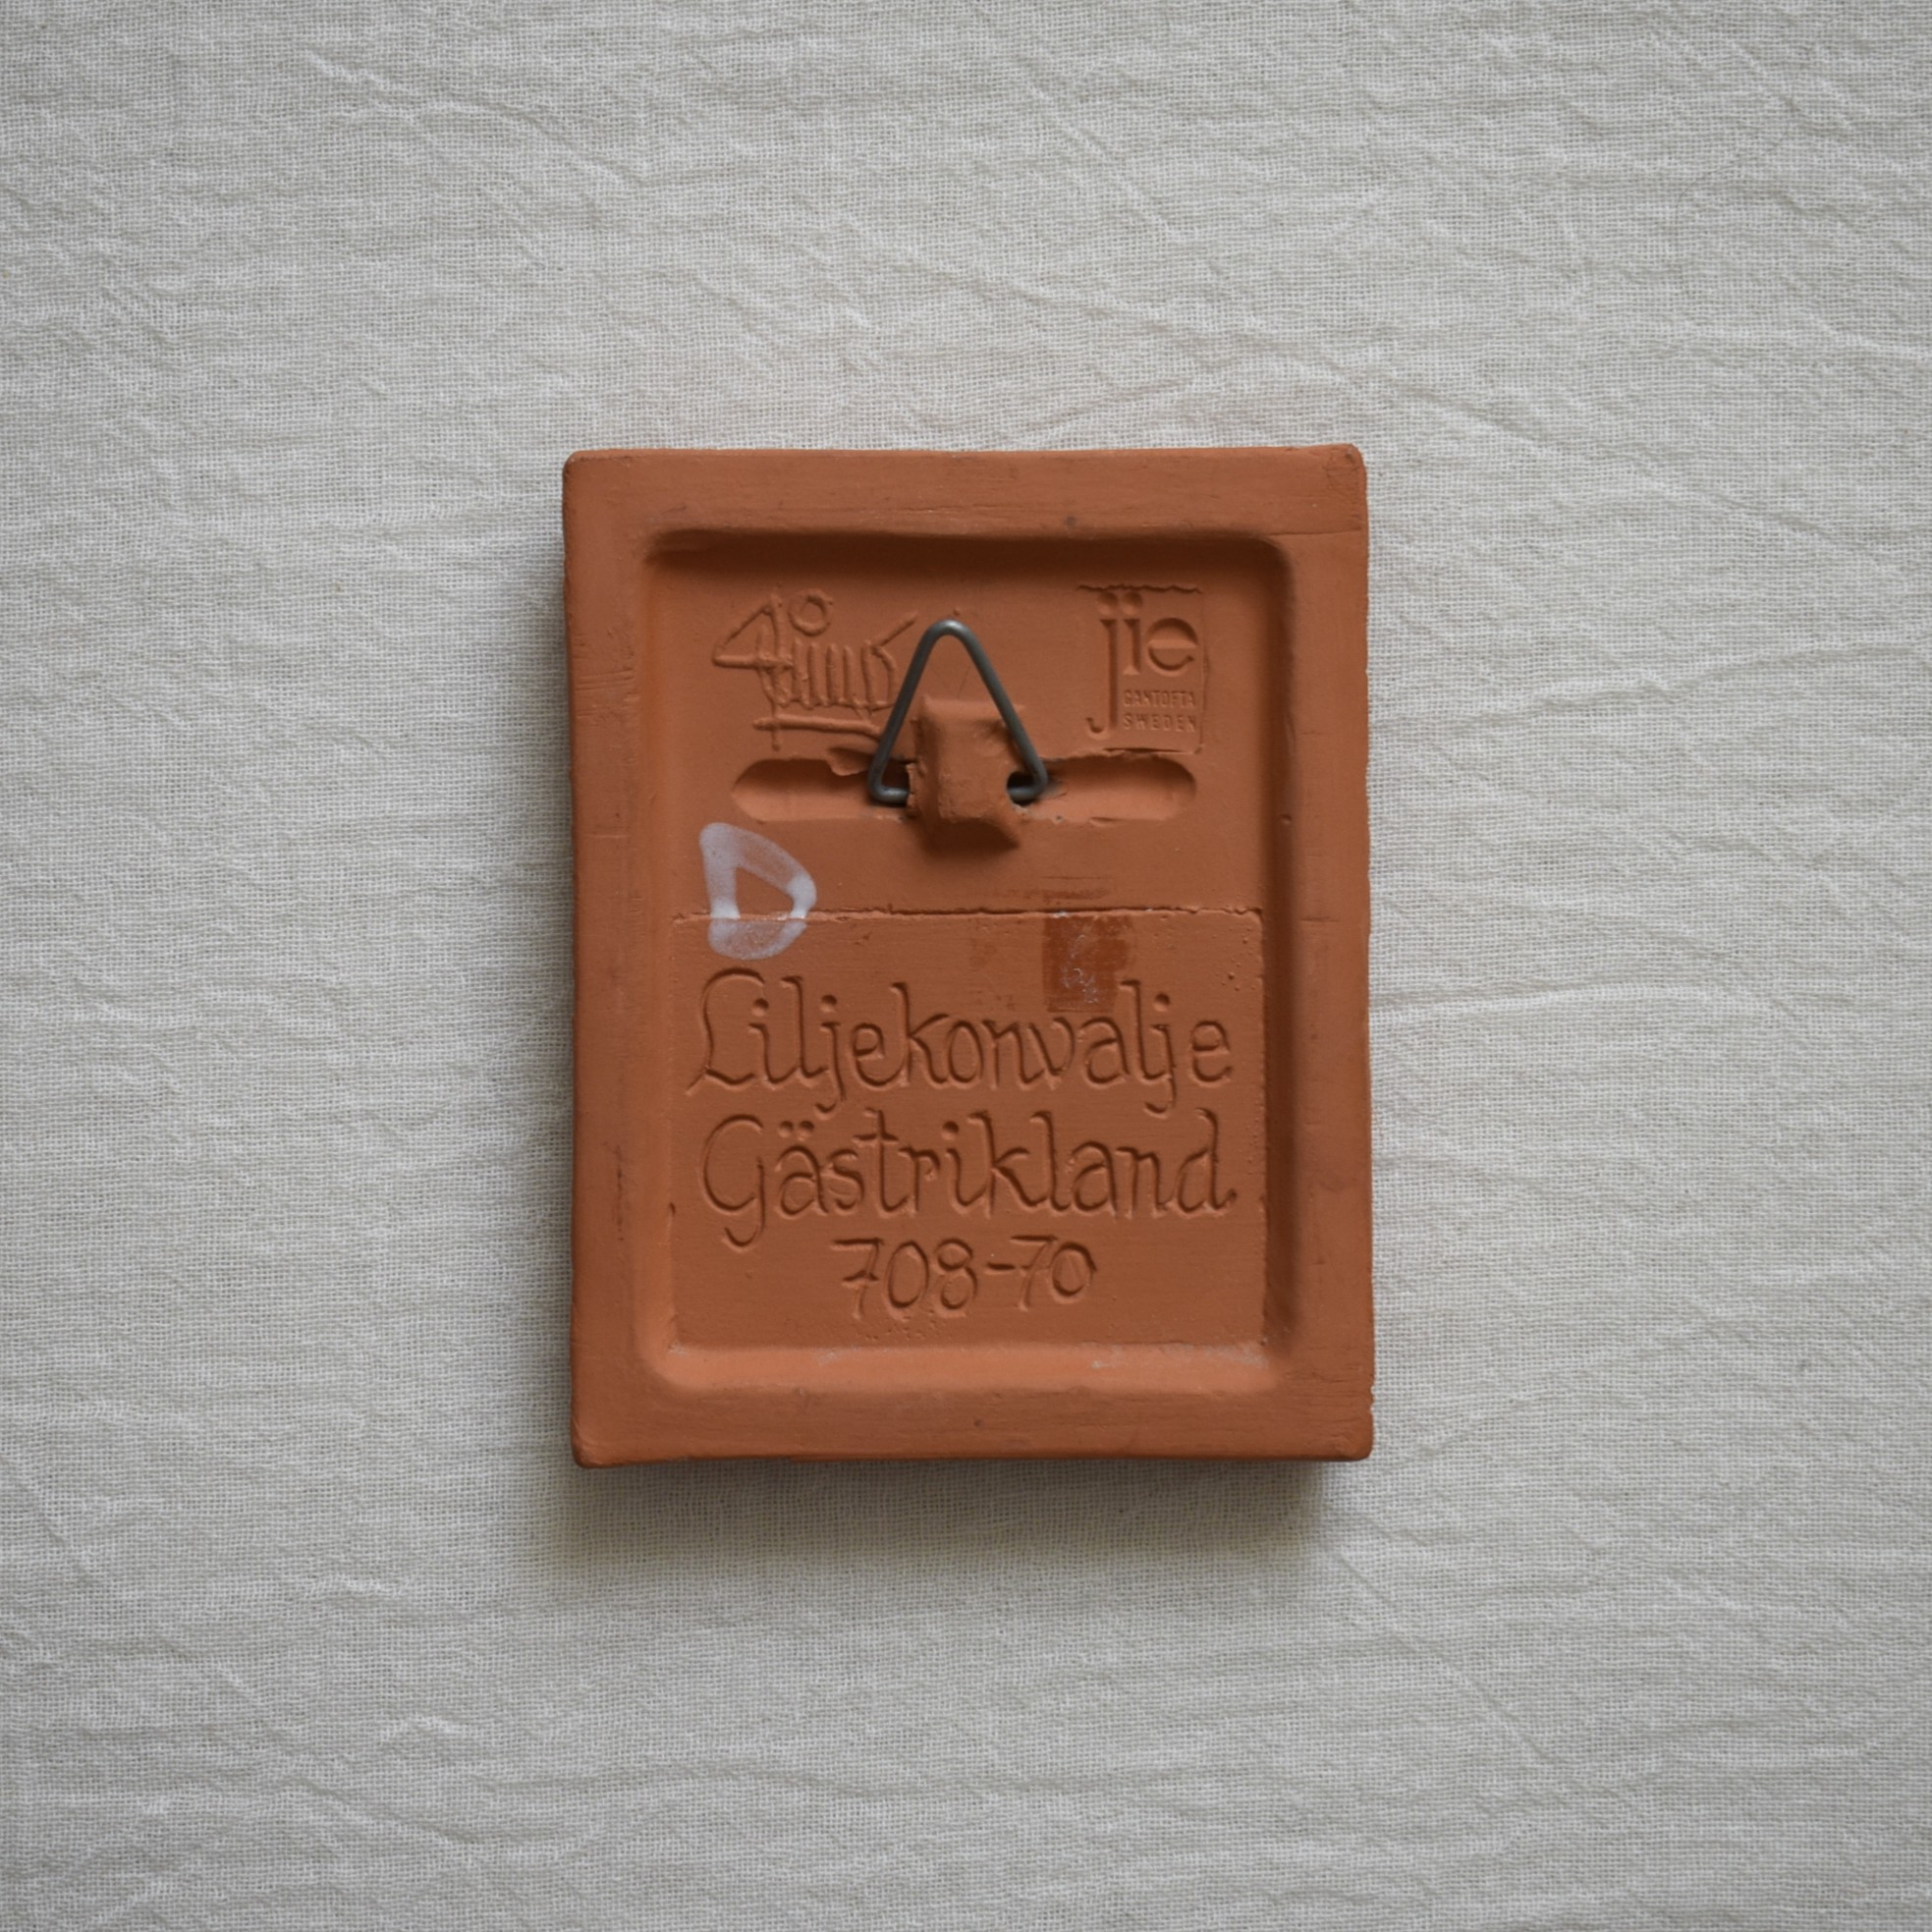 jie
GANTOFTA
SWEDEN
Liljekonvalje
Gästrikland
708-70